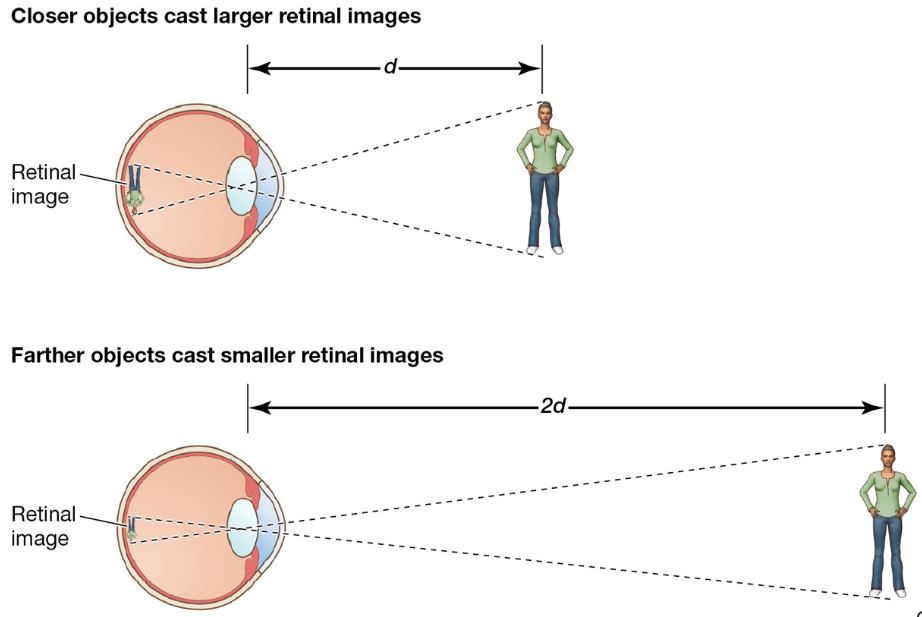 Closer objects cast larger retinal images
d
Retinal
image
Farther objects cast smaller retinal images
2d
Retinal
image